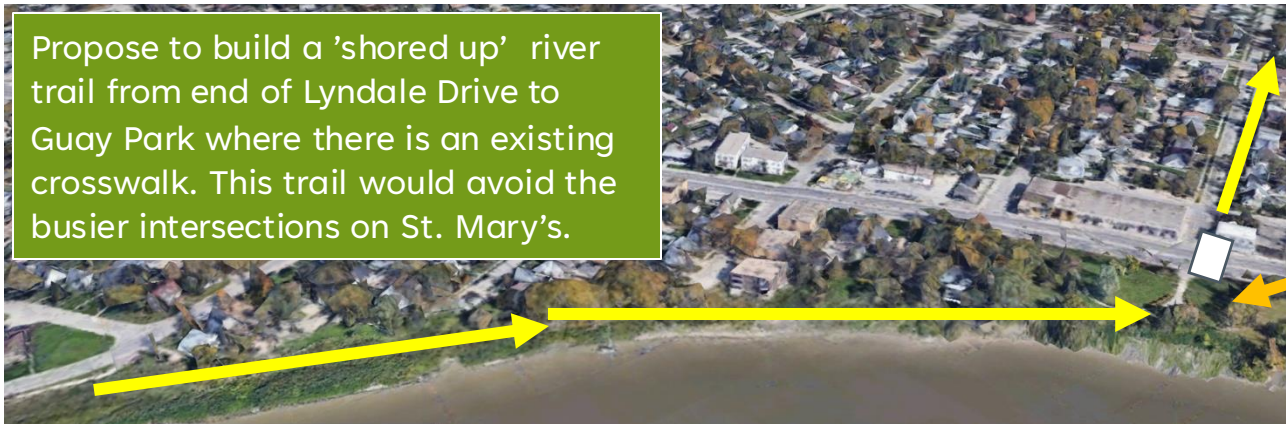 Propose to build a ’shored up’ river
trail from end of Lyndale Drive to
Guay Park where there is an existing
crosswalk. This trail would avoid the
busier intersections on St. Mary’s.